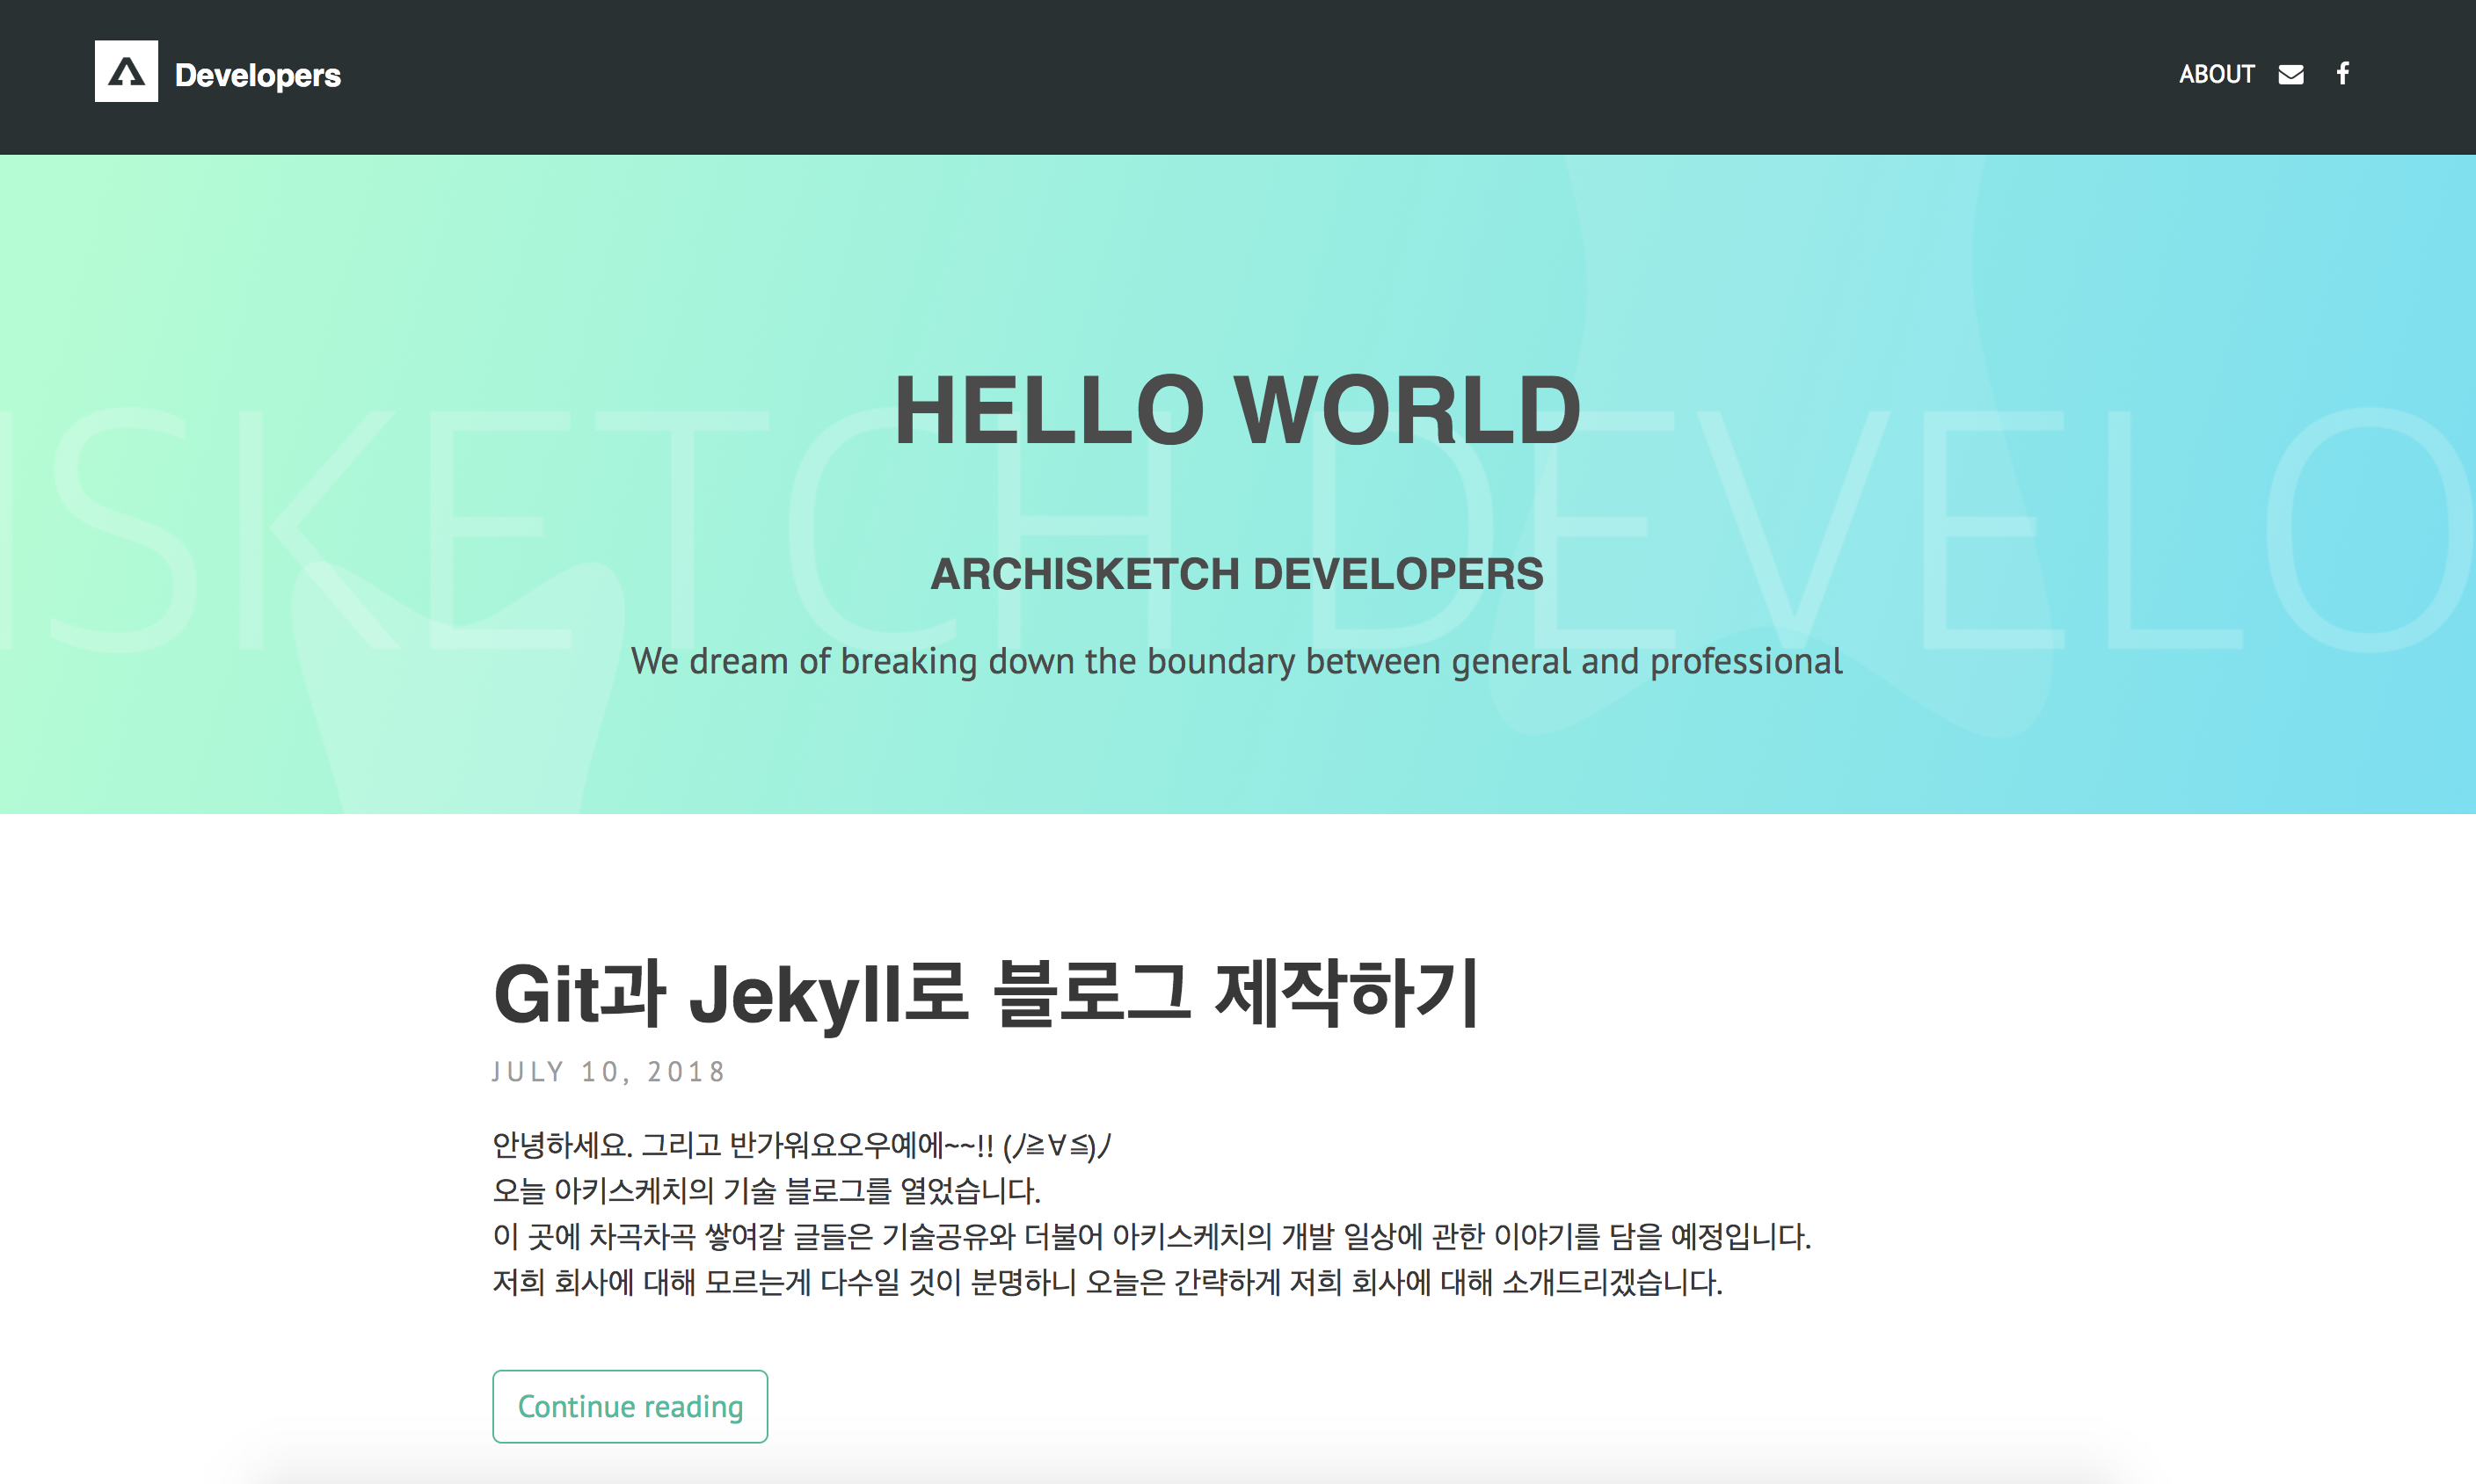 Developers
ABOUT
HELLO WORLD
ISKETCH DEVELO
ARCHISKETCH DEVELOPERS
We dream of breaking down the boundary between general and professional
Git과 Jekyll로 블로그 제작하기
JULY 10, 2018
안녕하세요. 그리고 반가워요오우예에~~!! (ﾉ≧∀≦)ﾉ
오늘 아키스케치의 기술 블로그를 열었습니다.
이 곳에 차곡차곡 쌓여갈 글들은 기술공유와 더불어 아키스케치의 개발 일상에 관한 이야기를 담을 예정입니다.
저희 회사에 대해 모르는게 다수일 것이 분명하니 오늘은 간략하게 저희 회사에 대해 소개드리겠습니다.
Continue reading